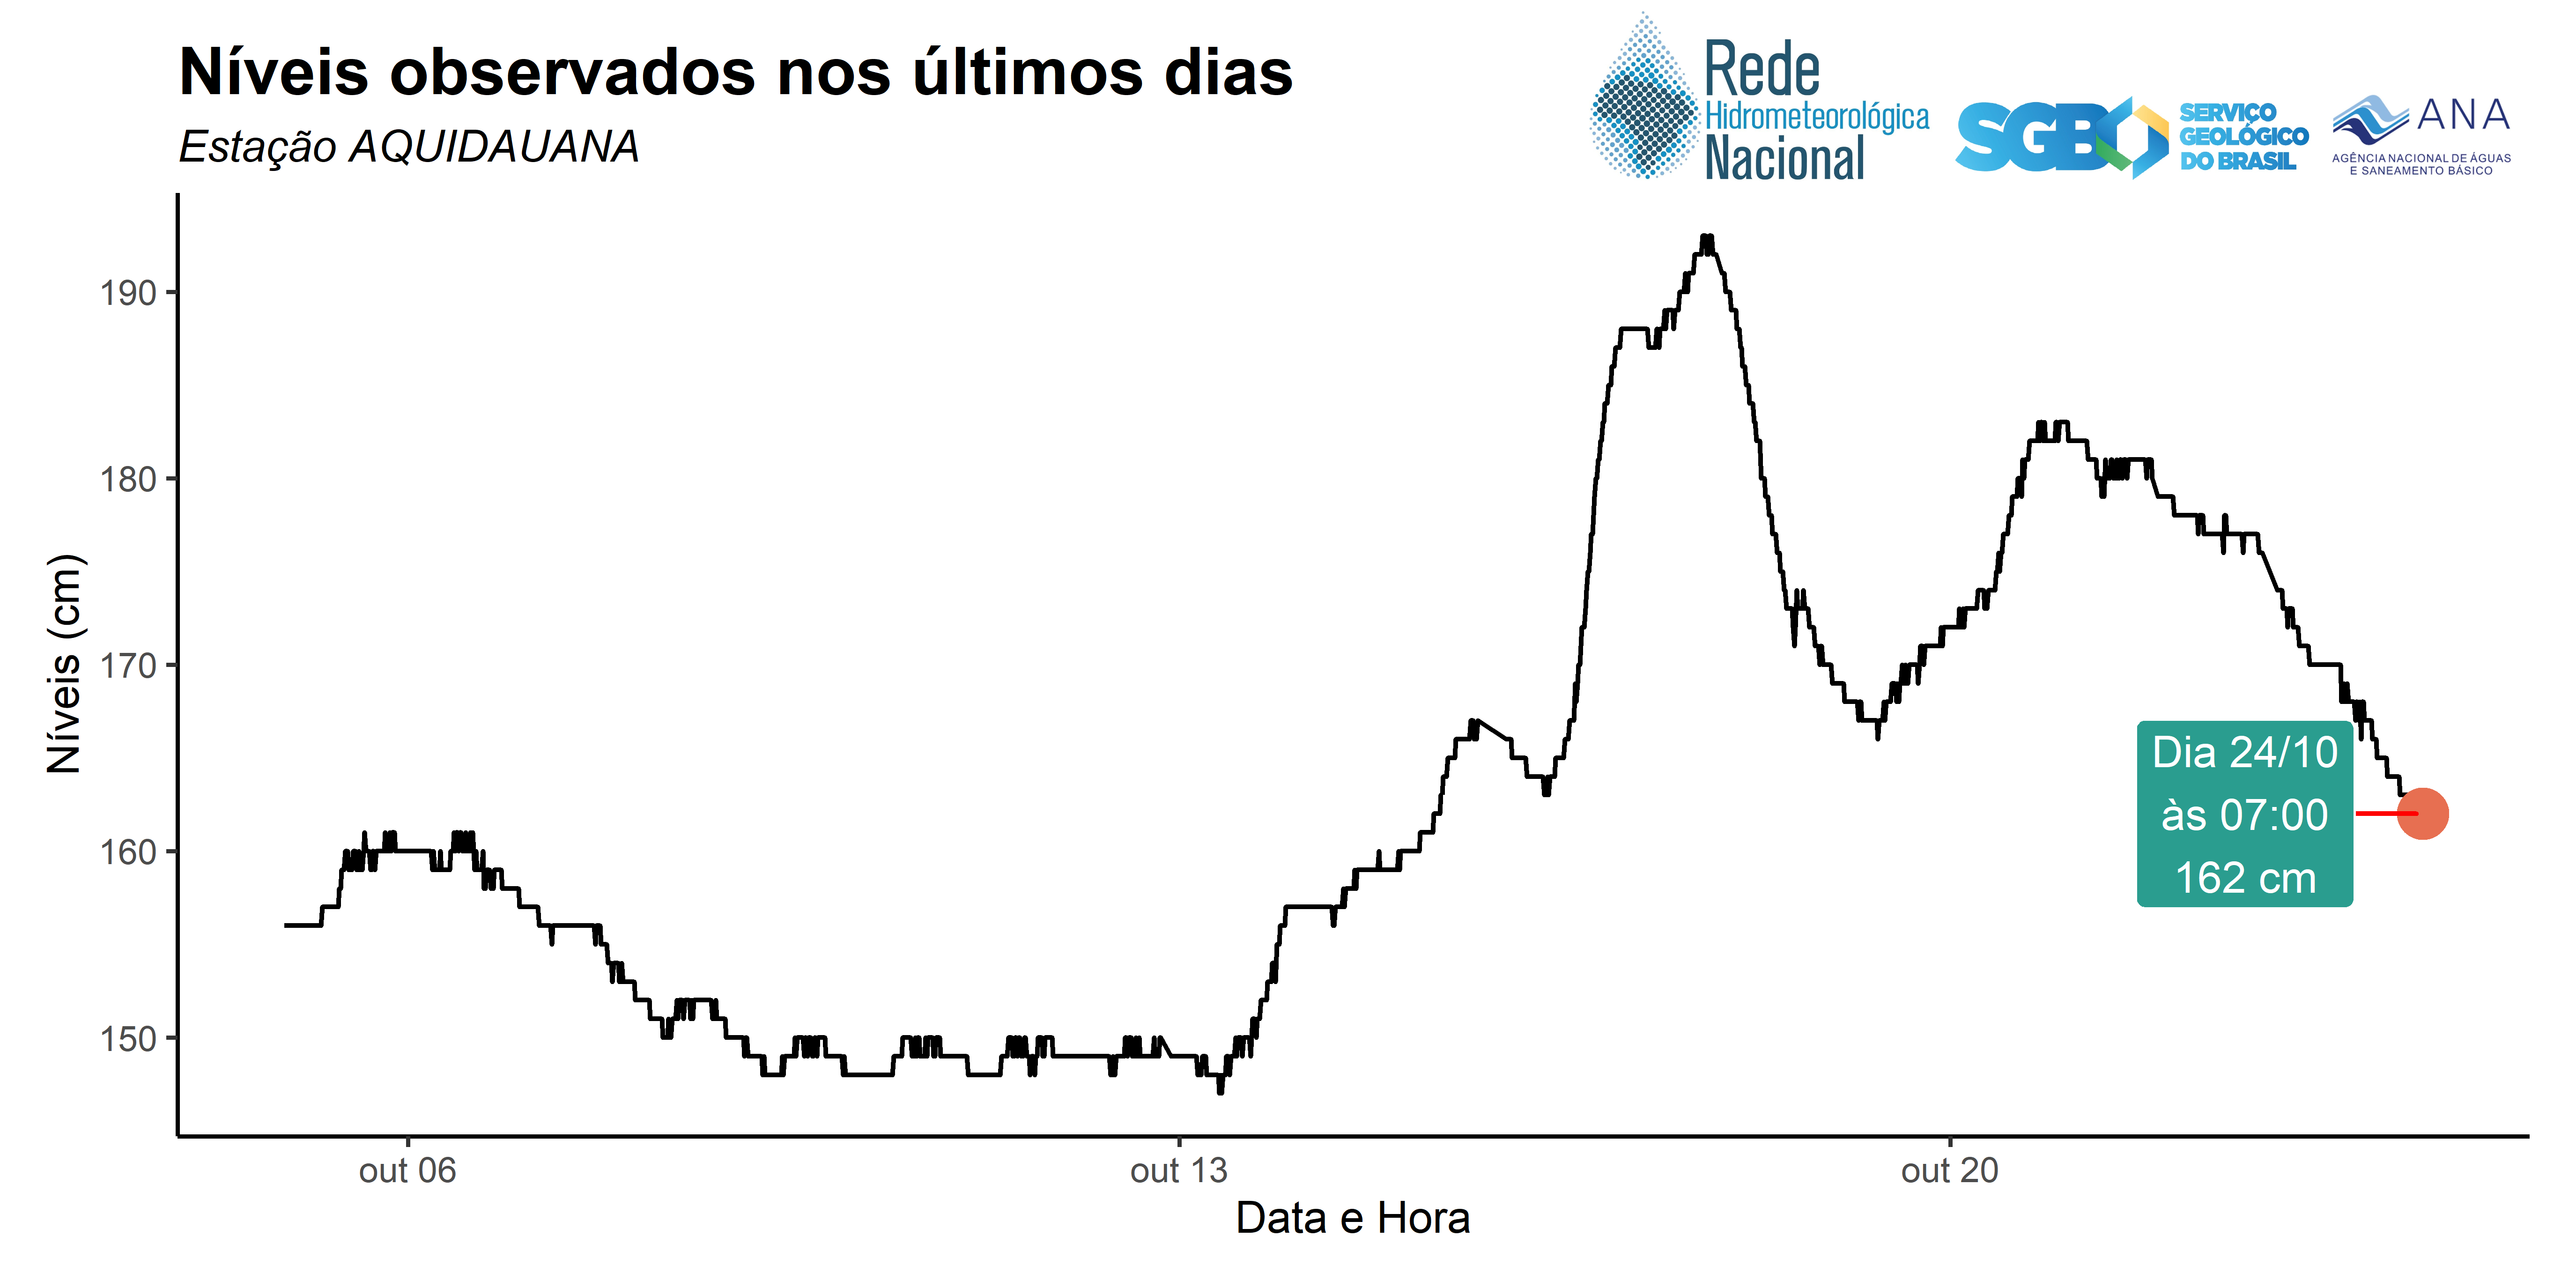 Níveis observados nos últimos dias
Estação AQUIDAUANA
Rede
Hidrometeorológica
Nacional
SGB
SERVIÇO
GEOLÓGICO
DO BRASIL
ANA
AGÊNCIA NACIONAL DE ÁGUAS
E SANEAMENTO BÁSICO
Níveis (cm)
190
180
170
160
150
Dia 24/10
às 07:00
162 cm
out 06
out 13
out 20
Data e Hora